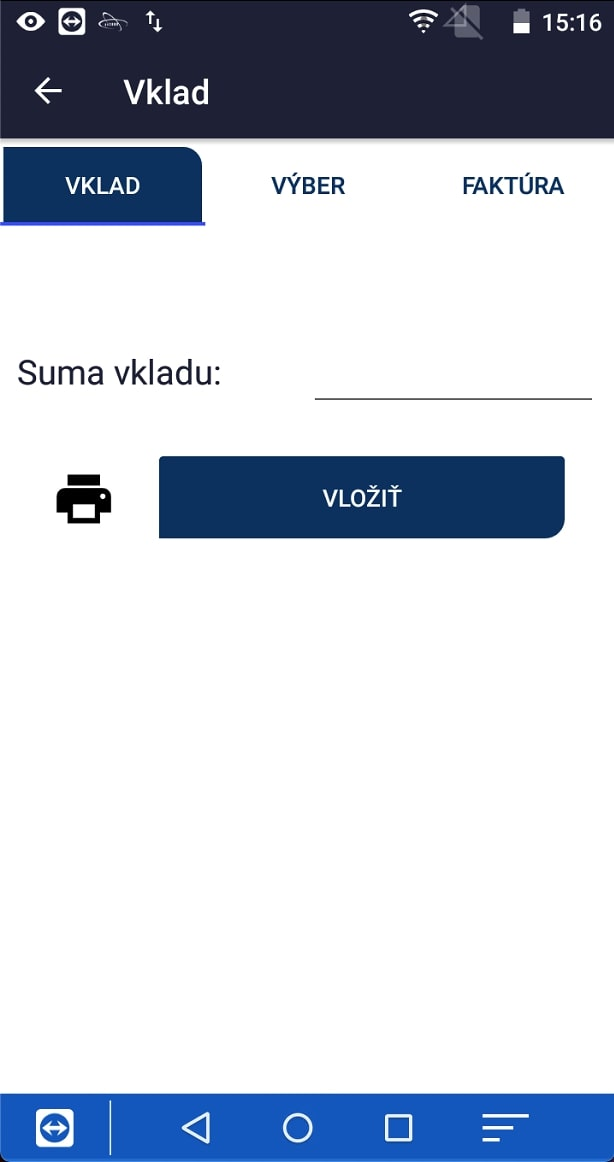 15:16
Vklad
VKLAD
VÝBER
FAKTÚRA
Suma vkladu:
VLOŽIŤ